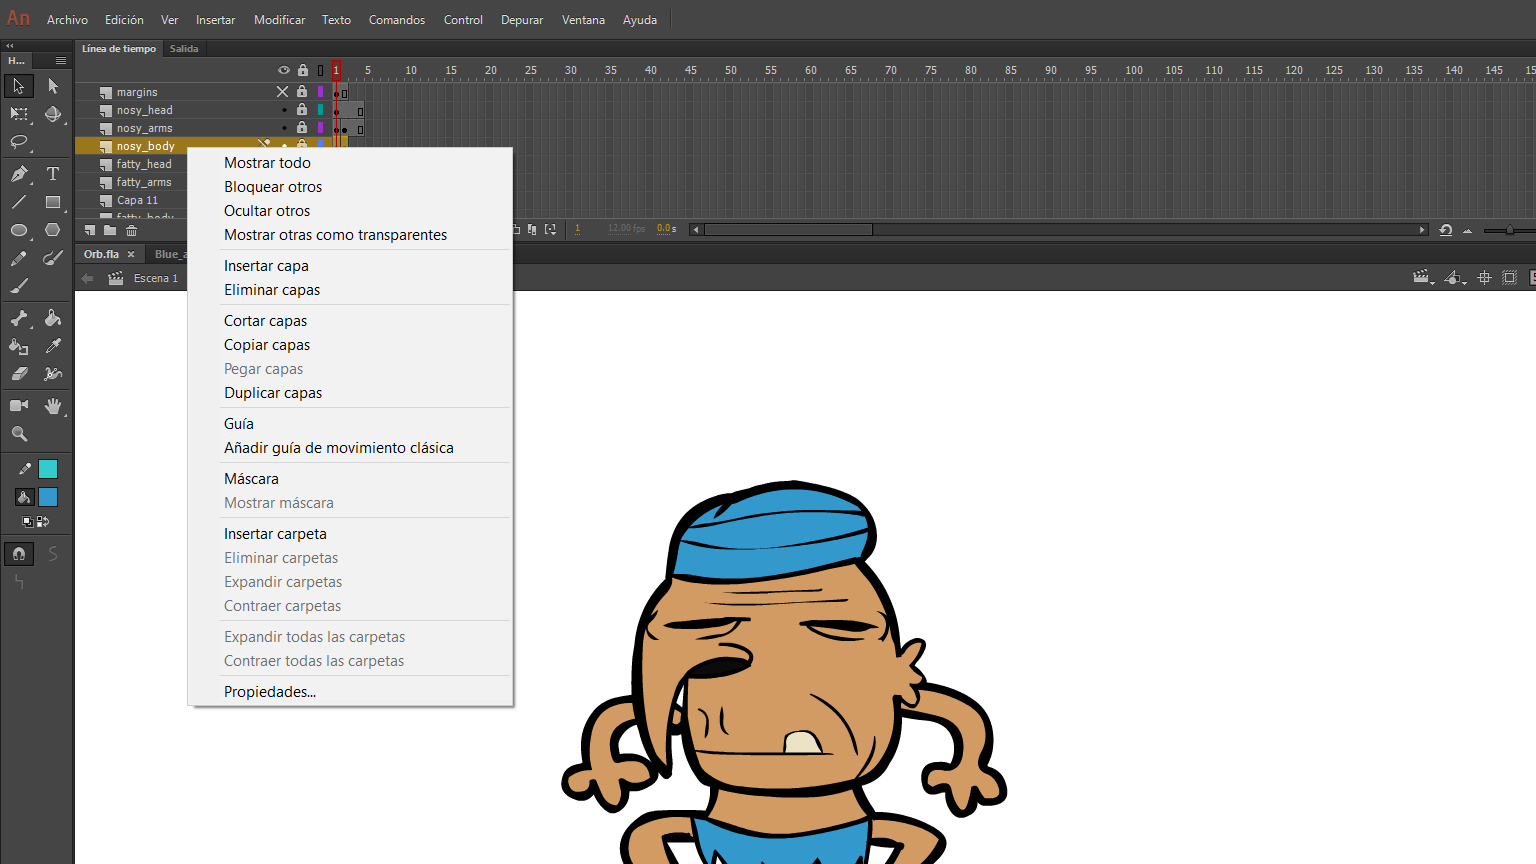 An Archivo Edición Ver Insertar Modificar Texto Comandos Control Depurar Ventana Ayuda
H... Línea de tiempo Salida
1 5 10 15 20 25 30 35 40 45 50 55 60 65 70 75 80 85 90 95 100 105 110 115 120 125 130 135 140 145 15
margins
nosy_head
nosy_arms
nosy_body
fatty_head
fatty_arms
Capa 11
fatty_body
1 12.00 fps 0.0 s
Orb.fla × Blue_a
Escena 1
Mostrar todo
Bloquear otros
Ocultar otros
Mostrar otras como transparentes
Insertar capa
Eliminar capas
Cortar capas
Copiar capas
Pegar capas
Duplicar capas
Guía
Añadir guía de movimiento clásica
Máscara
Mostrar máscara
Insertar carpeta
Eliminar carpetas
Expandir carpetas
Contraer carpetas
Expandir todas las carpetas
Contraer todas las carpetas
Propiedades...